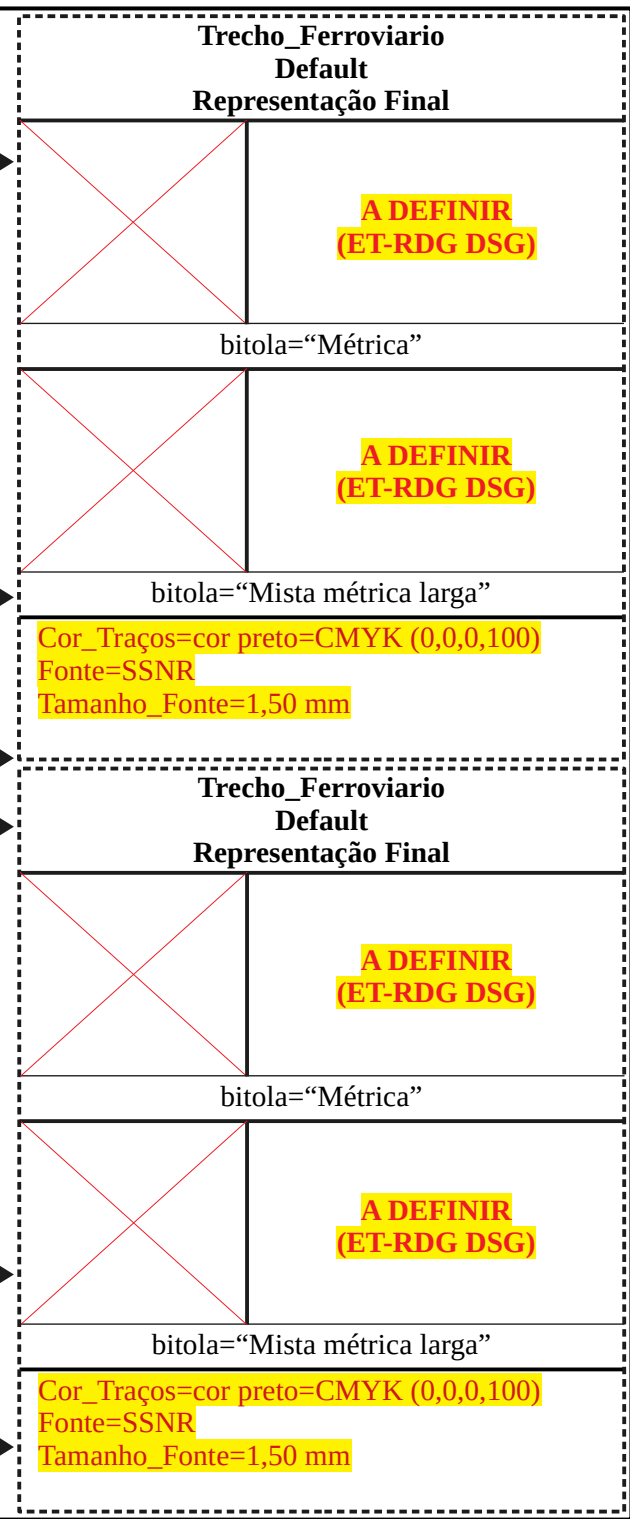 Trecho_Ferroviario
Default
Representação Final
A DEFINIR
(ET-RDG DSG)
bitola=“Métrica”
A DEFINIR
(ET-RDG DSG)
bitola=“Mista métrica larga”
Cor_Traços=cor preto=CMYK (0,0,0,100)
Fonte=SSNR
Tamanho_Fonte=1,50 mm
Trecho_Ferroviario
Default
Representação Final
A DEFINIR
(ET-RDG DSG)
bitola=“Métrica”
A DEFINIR
(ET-RDG DSG)
bitola=“Mista métrica larga”
Cor_Traços=cor preto=CMYK (0,0,0,100)
Fonte=SSNR
Tamanho_Fonte=1,50 mm